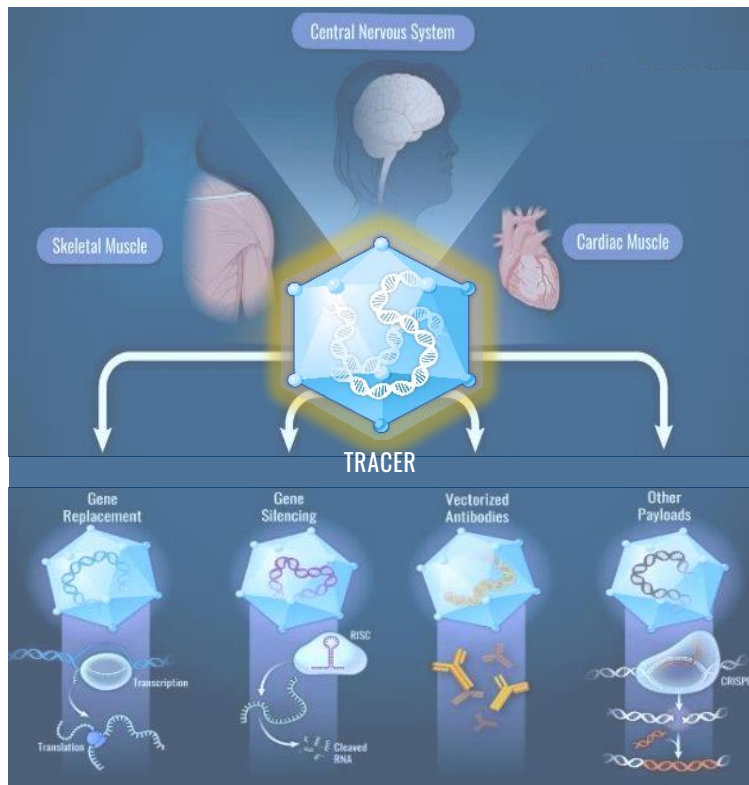 Central Nervous System
Skeletal Muscle
Cardiac Muscle
TRACER
Gene
Replacement
Gene
Silencing
Vectorized
Antibodies
Other
Payloads
RISC
Transcription
CRISPR
Translation
Cleaved
RNA